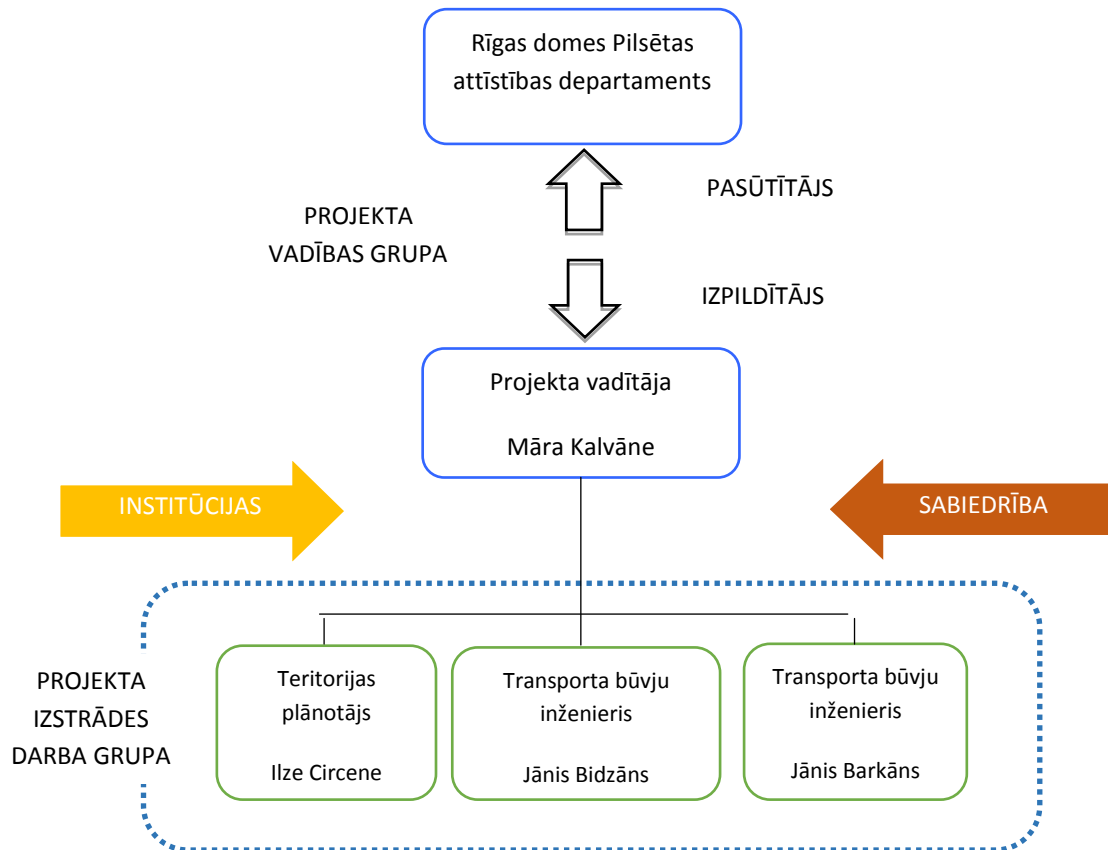 Rīgas domes Pilsētas
attīstības departaments
PASŪTĪTĀJS
PROJEKTA
VADĪBAS GRUPA
IZPILDĪTĀJS
Projekta vadītāja
Māra Kalvāne
INSTITŪCIJAS
SABIEDRĪBA
PROJEKTA
IZSTRĀDES
DARBA GRUPA
Teritorijas
plānotājs
Ilze Circene
Transporta būvju
inženieris
Jānis Bidzāns
Transporta būvju
inženieris
Jānis Barkāns